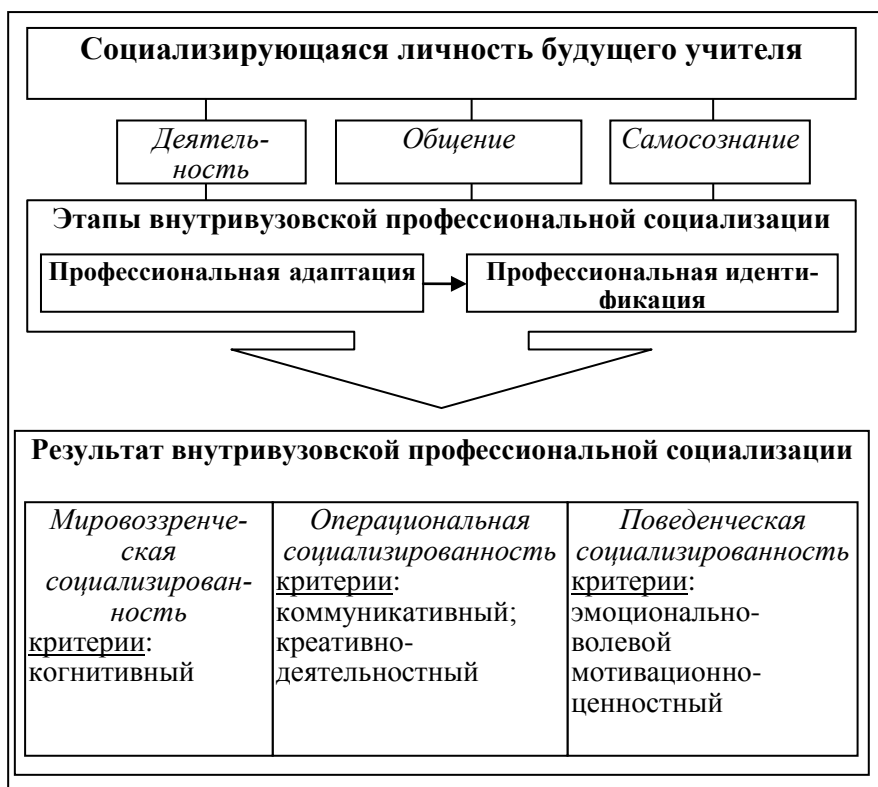 Социализирующаяся личность будущего учителя
Деятель-
ность
Общение
Самосознание
Этапы внутривузовской профессиональной социализации
Профессиональная адаптация
Профессиональная иденти-
фикация
Результат внутривузовской профессиональной социализации
Мировоззренче-
ская
социализирован-
ность
критерии:
когнитивный
Операциональная
социализированность
критерии:
коммуникативный;
креативно-
деятельностный
Поведенческая
социализированность
критерии:
эмоционально-
волевой
мотивационно-
ценностный